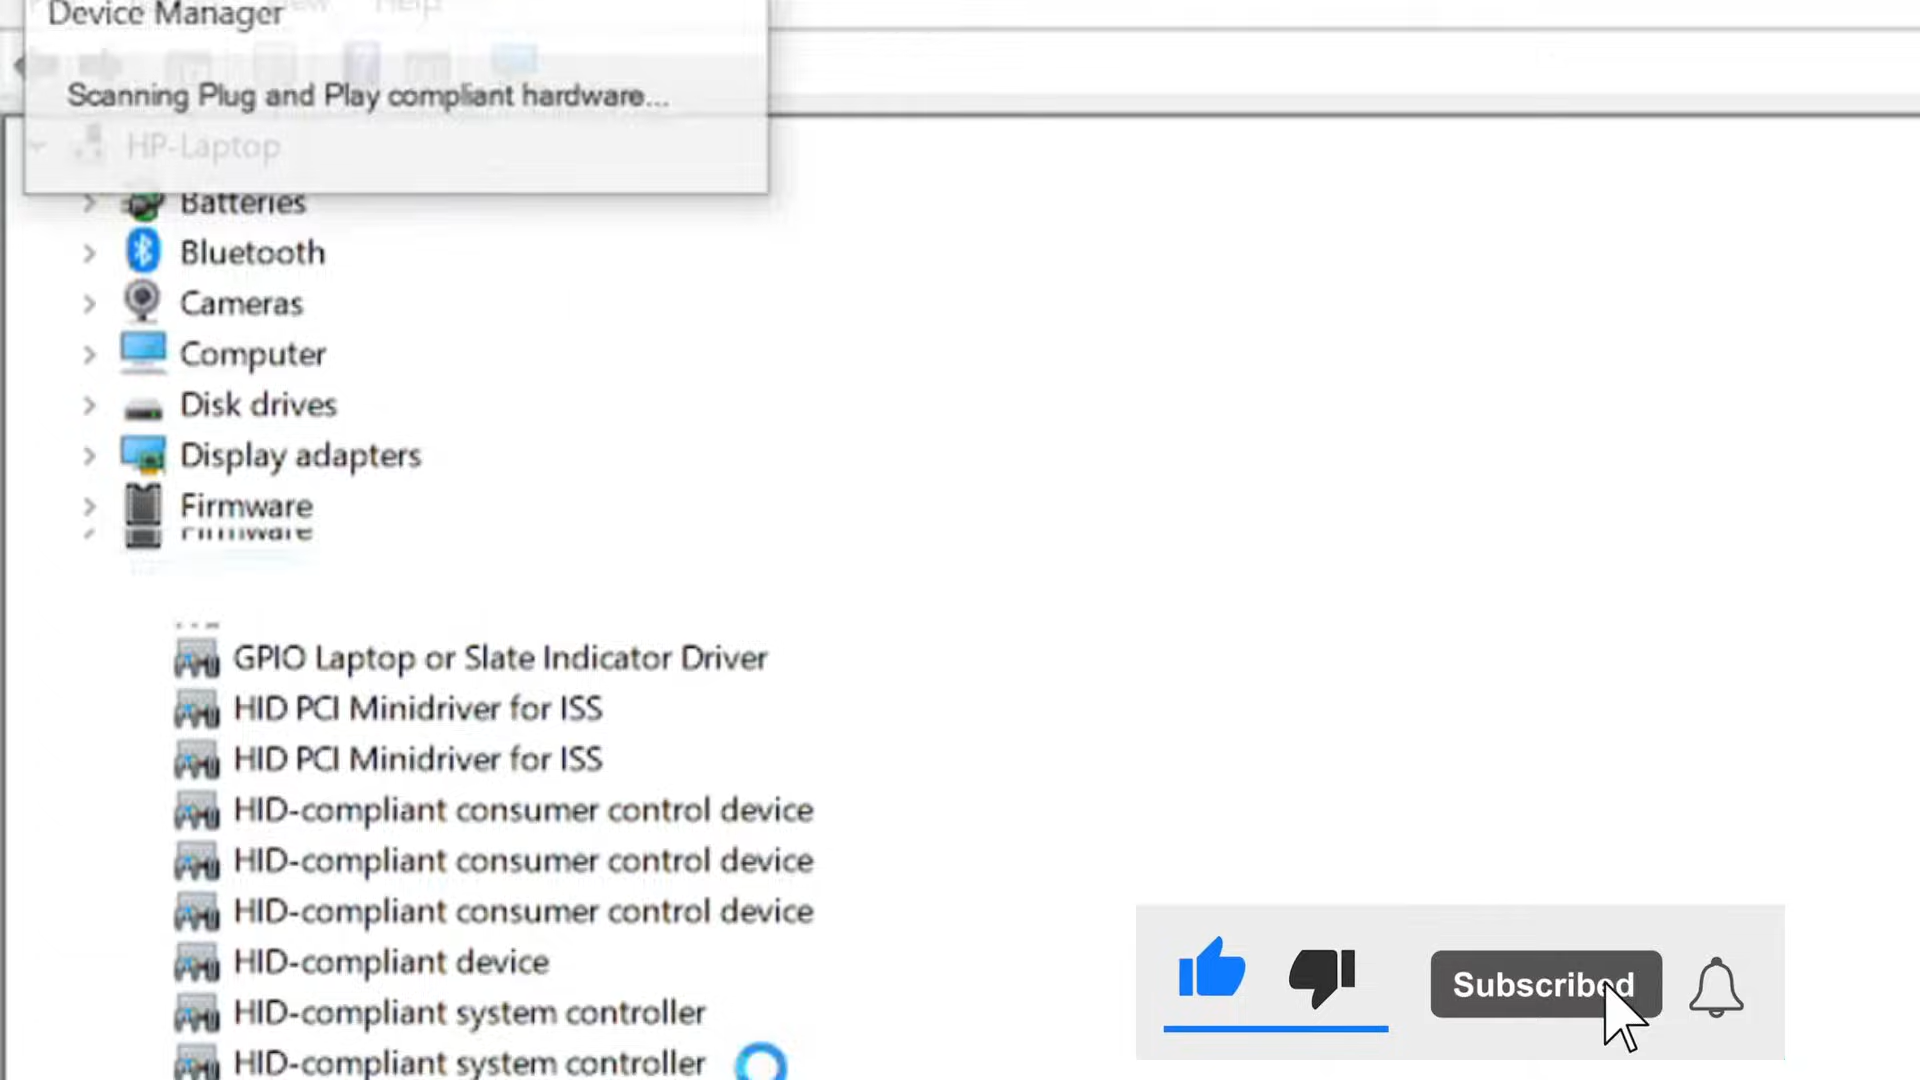 Device Manager
View Help
Scanning Plug and Play compliant hardware...
HP-Laptop
Batteries
Bluetooth
Cameras
Computer
Disk drives
Display adapters
Firmware
Firmware
GPIO Laptop or Slate Indicator Driver
HID PCI Minidriver for ISS
HID PCI Minidriver for ISS
HID-compliant consumer control device
HID-compliant consumer control device
HID-compliant consumer control device
HID-compliant device
HID-compliant system controller
HID-compliant system controller
Subscribed